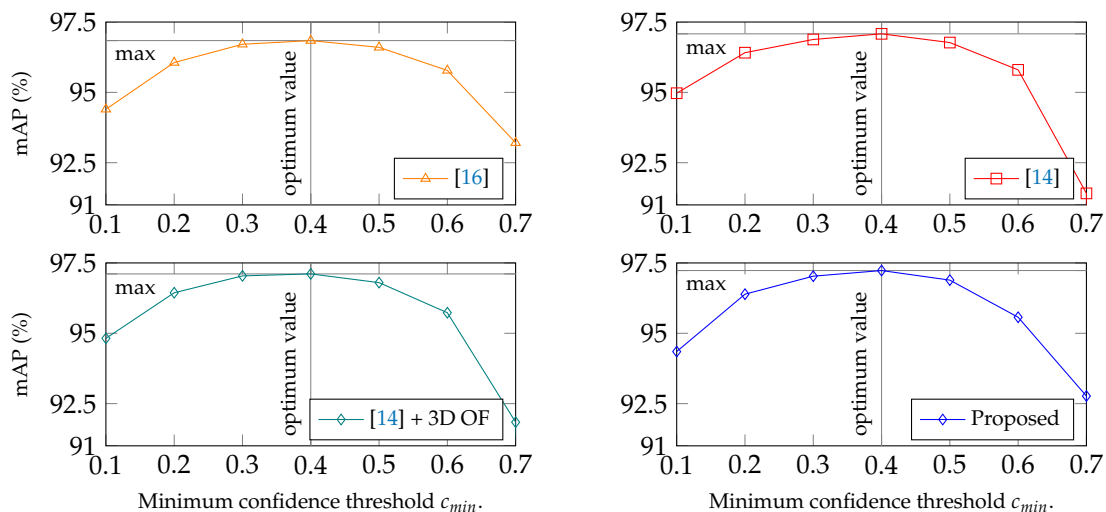 mAP (%)
97.5
95
92.5
91
max
optimum value
[16]
0.1 0.2 0.3 0.4 0.5 0.6 0.7
97.5
95
92.5
91
max
optimum value
[14]
0.1 0.2 0.3 0.4 0.5 0.6 0.7
mAP (%)
97.5
95
92.5
91
max
optimum value
[14] + 3D OF
0.1 0.2 0.3 0.4 0.5 0.6 0.7
Minimum confidence threshold cmin.
97.5
95
92.5
91
max
optimum value
Proposed
0.1 0.2 0.3 0.4 0.5 0.6 0.7
Minimum confidence threshold cmin.